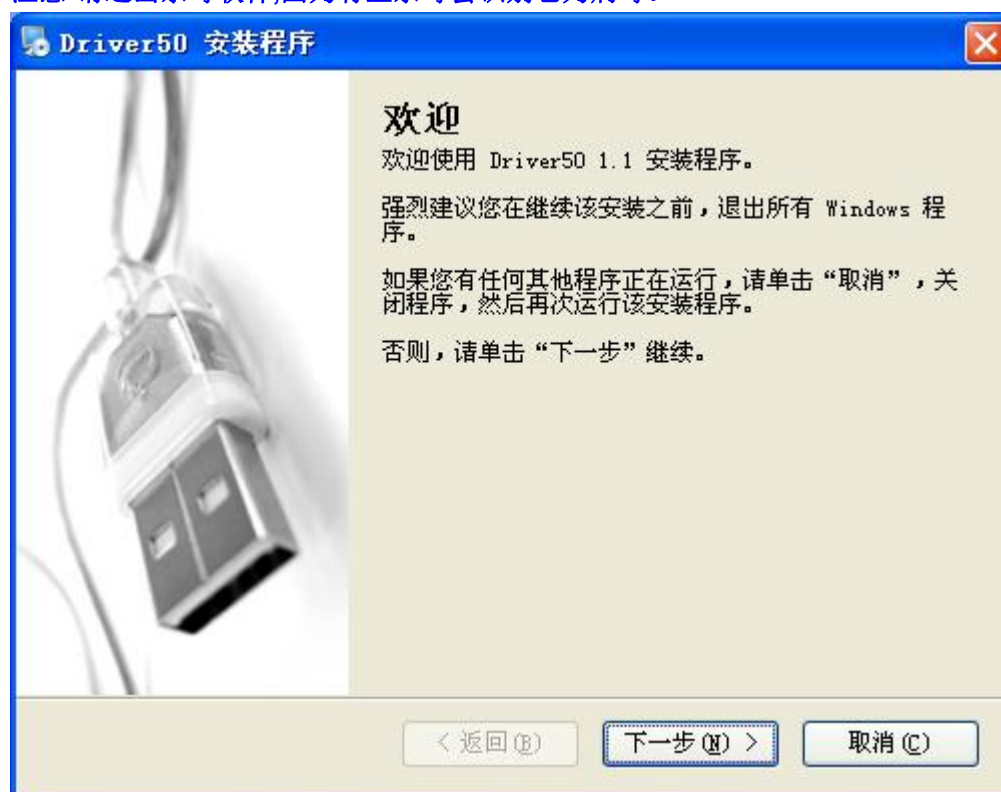 Driver50 安装程序
欢迎
欢迎使用 Driver50 1.1 安装程序。
强烈建议您在继续该安装之前，退出所有 Windows 程
序。
如果您有任何其他程序正在运行，请单击“取消”，关
闭程序，然后再次运行该安装程序。
否则，请单击“下一步”继续。
< 返回(B)
下一步(N) >
取消(C)